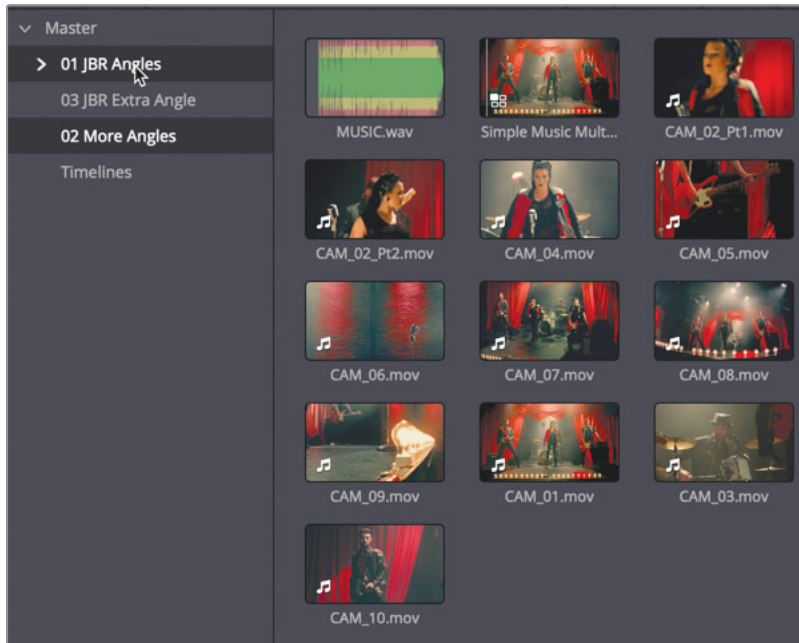 Master
01 JBR Angles
03 JBR Extra Angle
02 More Angles
Timelines
MUSIC.wav
Simple Music Mult...
CAM_02_Pt1.mov
CAM_02_Pt2.mov
CAM_04.mov
CAM_05.mov
CAM_06.mov
CAM_07.mov
CAM_08.mov
CAM_09.mov
CAM_01.mov
CAM_03.mov
CAM_10.mov